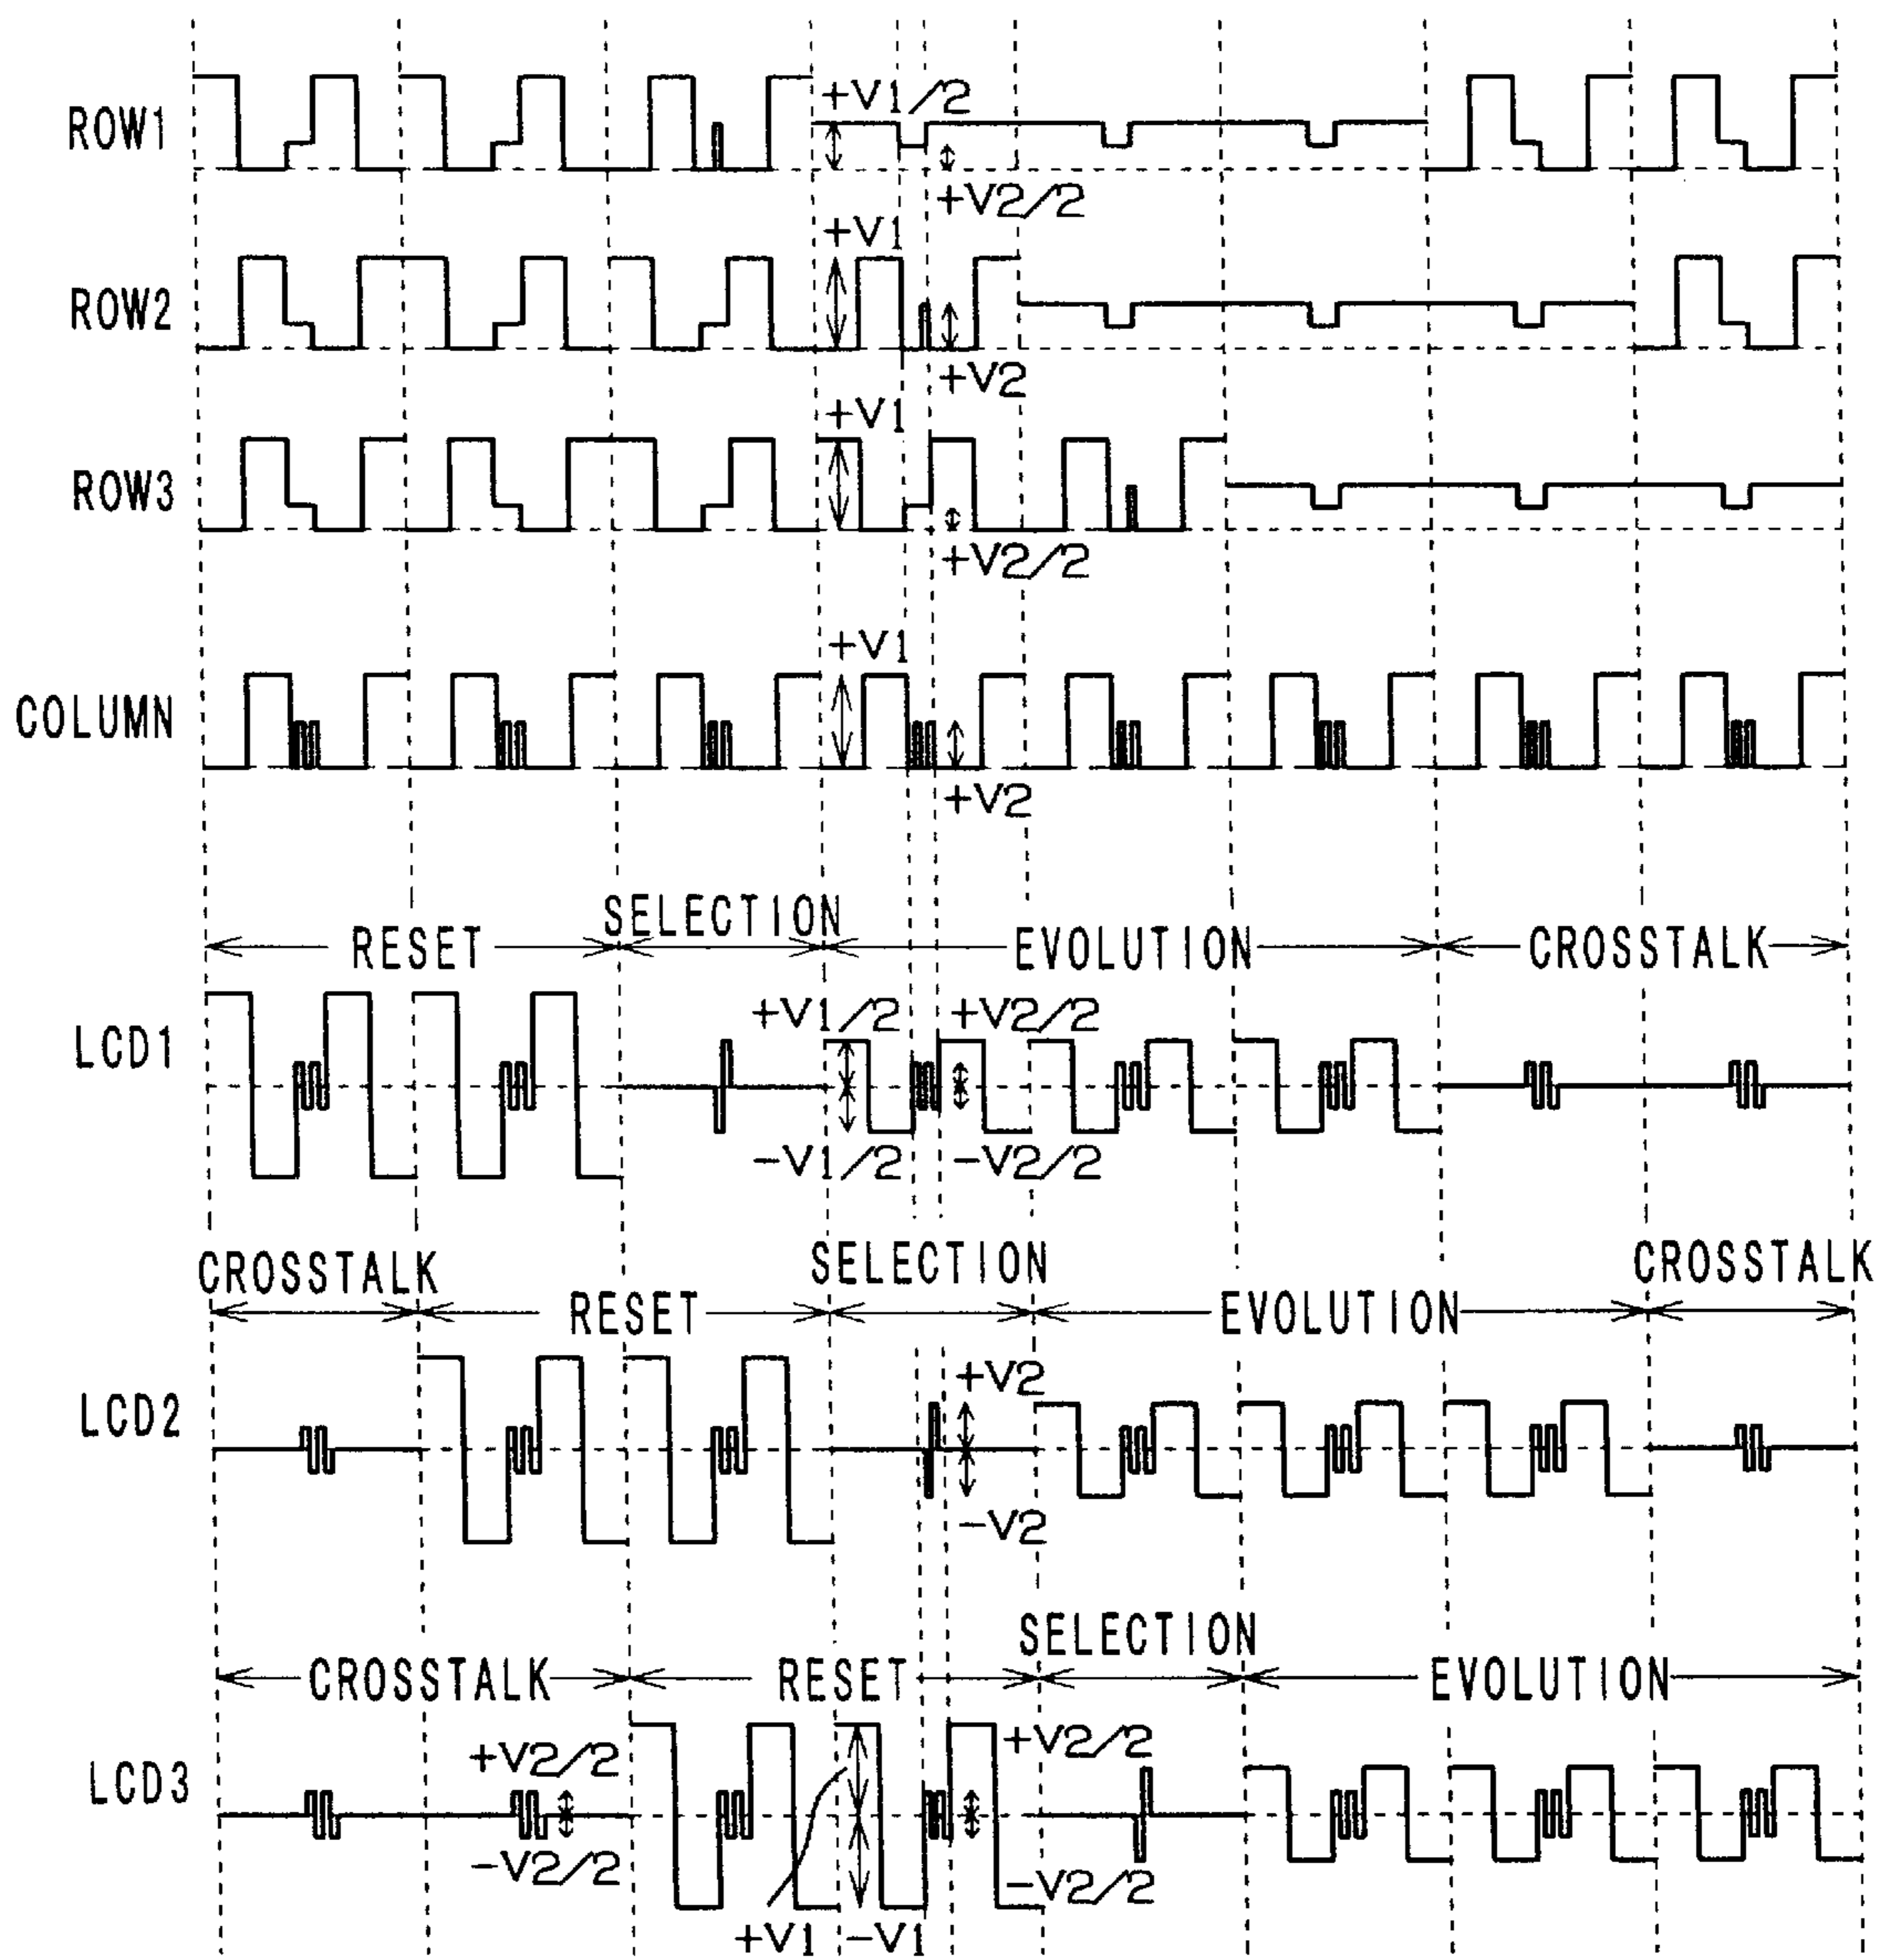 ROW1
+V1/2
+V2/2
ROW2
+V1
+V2
ROW3
+V1
+V2/2
COLUMN
+V1
+V2
RESET
SELECTION
EVOLUTION
CROSSTALK
LCD1
+V1/2
+V2/2
-V1/2
-V2/2
CROSSTALK
RESET
SELECTION
EVOLUTION
CROSSTALK
LCD2
+V2
-V2
CROSSTALK
RESET
SELECTION
EVOLUTION
LCD3
+V2/2
-V2/2
+V2/2
-V2/2
+V1
-V1